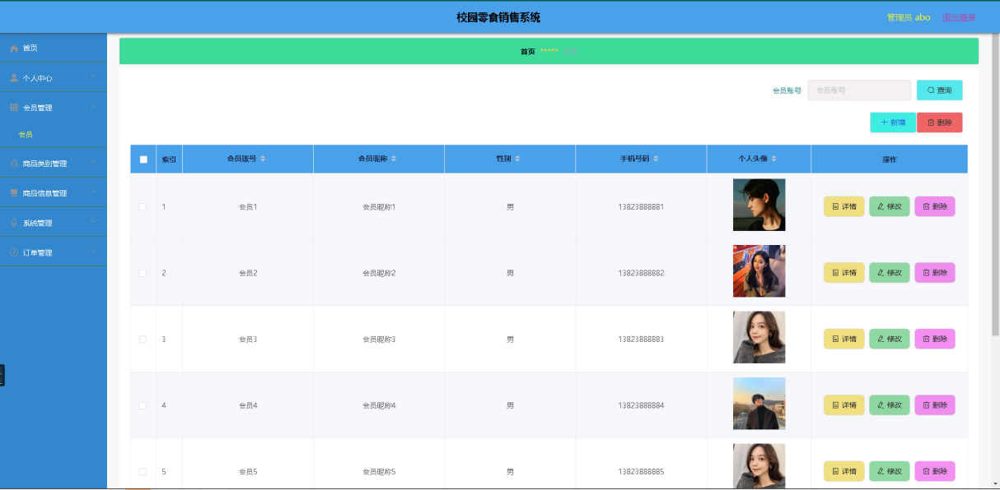 校园零食销售系统
管理员 abo 退出登录
首页
个人中心
会员管理
会员
商品类别管理
商品信息管理
系统管理
订单管理
首页 *****
会员账号 会员账号 查询
新增 删除
索引 会员账号 会员昵称 性别 手机号码 个人头像 操作
1 会员1 会员昵称1 男 13823888881 详情 修改 删除
2 会员2 会员昵称2 男 13823888882 详情 修改 删除
3 会员3 会员昵称3 男 13823888883 详情 修改 删除
4 会员4 会员昵称4 男 13823888884 详情 修改 删除
5 会员5 会员昵称5 男 13823888885 详情 修改 删除